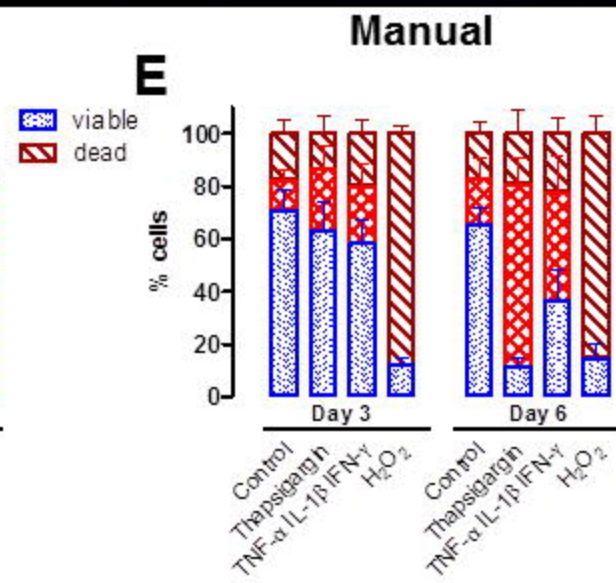 Manual
E
viable
dead
% cells
100
80
60
40
20
0
Day 3
Day 6
Control
Thapsigargin
TNF-α IL-1β IFN-γ
H₂O₂
Control
Thapsigargin
TNF-α IL-1β IFN-γ
H₂O₂